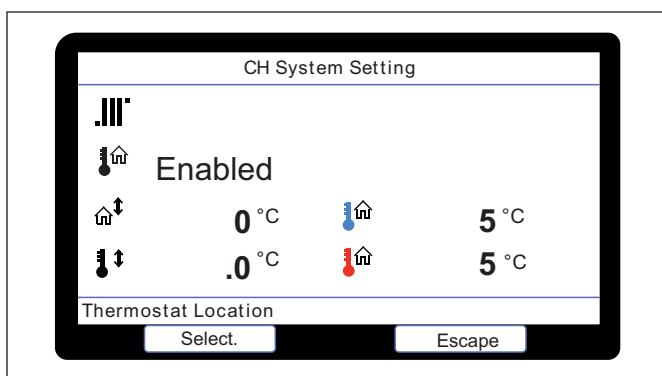 CH System Setting
Enabled
0 °C 5 °C
.0 °C 5 °C
Thermostat Location
Select. Escape